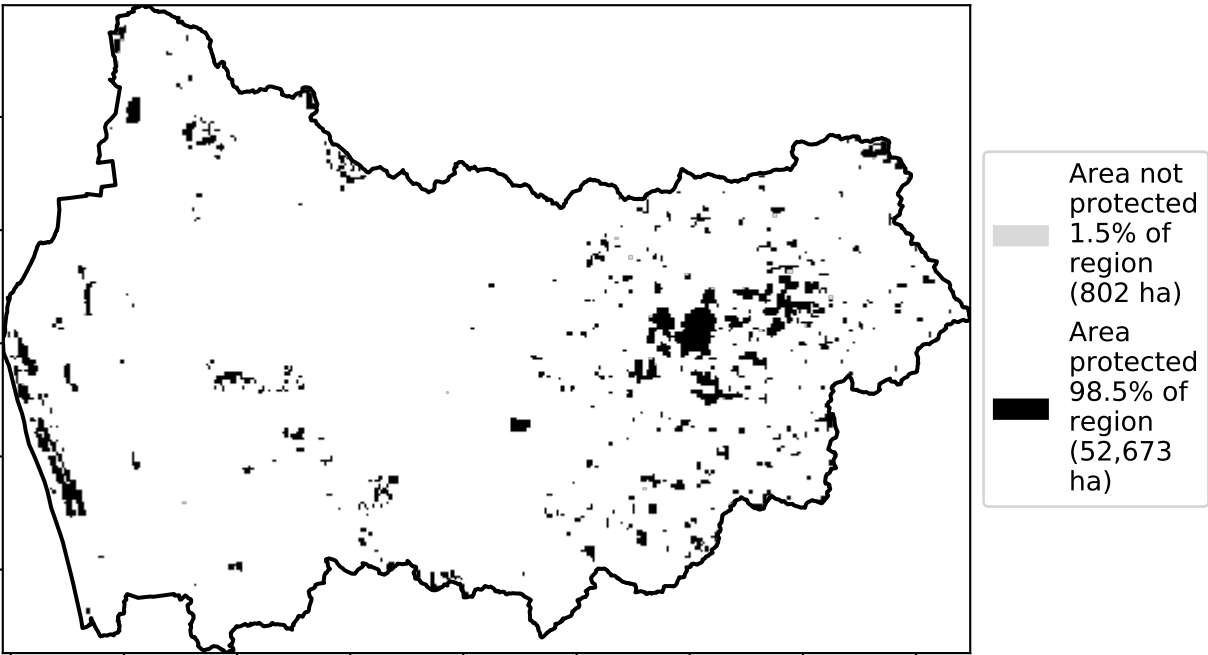 Area not
protected
1.5% of
region
(802 ha)
Area
protected
98.5% of
region
(52,673
ha)